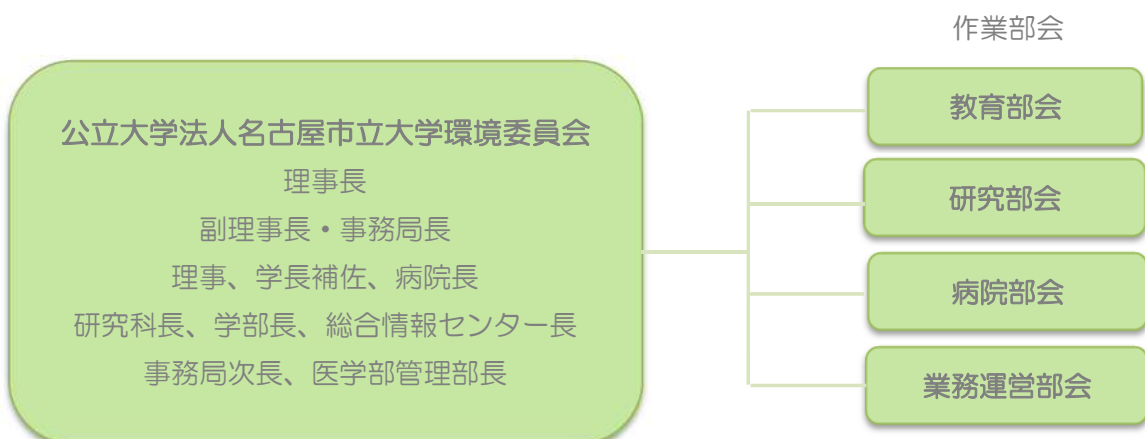 作業部会
公立大学法人名古屋市立大学環境委員会
理事長
副理事長・事務局長
理事、学長補佐、病院長
研究科長、学部長、総合情報センター長
事務局次長、医学部管理部長
教育部会
研究部会
病院部会
業務運営部会